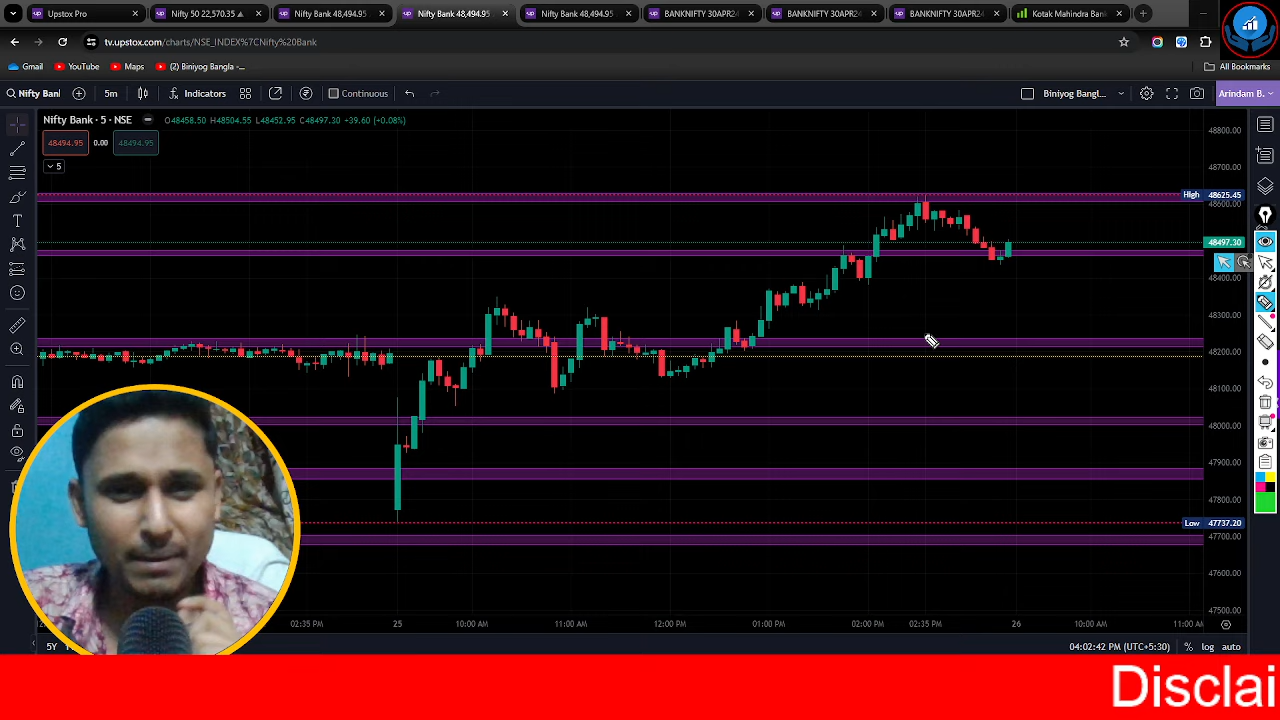 Upstox Pro
Nifty 50 22,570.35 ▲
Nifty Bank 48,494.95
Nifty Bank 48,494.95
Nifty Bank 48,494.95
BANKNIFTY 30APR24
BANKNIFTY 30APR24
BANKNIFTY 30APR24
Kotak Mahindra Ban
tv.upstox.com/charts/NSE_INDEX%7CNifty%20Bank
Gmail
YouTube
Maps
(2) Biniyog Bangla -...
All Bookmarks
Nifty Banl
5m
Indicators
Continuous
Biniyog Bangl...
Arindam B.
Nifty Bank · 5 · NSE
O48458.50 H48504.55 L48452.95 C48497.30 +39.60 (+0.08%)
48494.95
0.00
48494.95
5
48800.00
48700.00
High 48625.45
48600.00
48497.30
48400.00
48300.00
48200.00
48100.00
48000.00
47900.00
47800.00
Low 47737.20
47700.00
47600.00
47500.00
02:35 PM
25
10:00 AM
11:00 AM
12:00 PM
01:00 PM
02:00 PM
02:35 PM
26
10:00 AM
11:00 AM
5Y
04:02:42 PM (UTC+5:30)
%
log
auto
Disclai